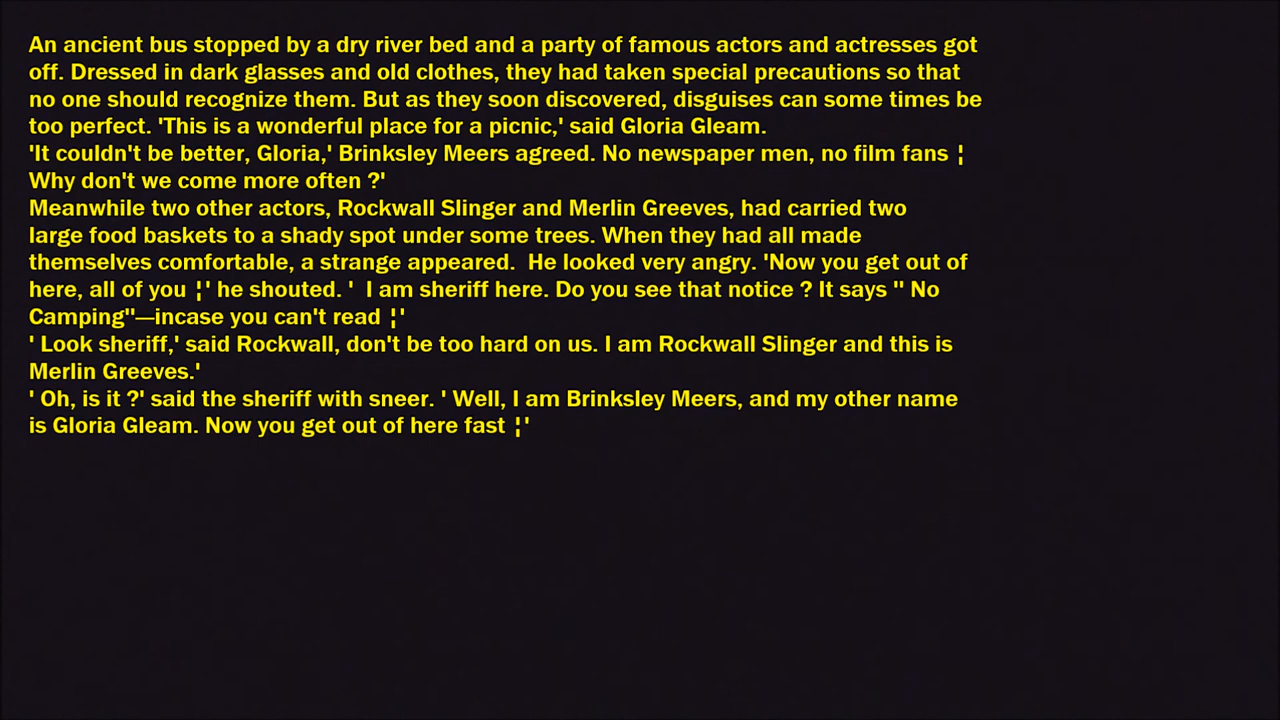 An ancient bus stopped by a dry river bed and a party of famous actors and actresses got
off. Dressed in dark glasses and old clothes, they had taken special precautions so that
no one should recognize them. But as they soon discovered, disguises can some times be
too perfect. 'This is a wonderful place for a picnic,' said Gloria Gleam.
'It couldn't be better, Gloria,' Brinksley Meers agreed. No newspaper men, no film fans ¦
Why don't we come more often ?'
Meanwhile two other actors, Rockwall Slinger and Merlin Greeves, had carried two
large food baskets to a shady spot under some trees. When they had all made
themselves comfortable, a strange appeared.  He looked very angry. 'Now you get out of
here, all of you ¦' he shouted. '  I am sheriff here. Do you see that notice ? It says " No
Camping"—incase you can't read ¦'
' Look sheriff,' said Rockwall, don't be too hard on us. I am Rockwall Slinger and this is
Merlin Greeves.'
' Oh, is it ?' said the sheriff with sneer. ' Well, I am Brinksley Meers, and my other name
is Gloria Gleam. Now you get out of here fast ¦'